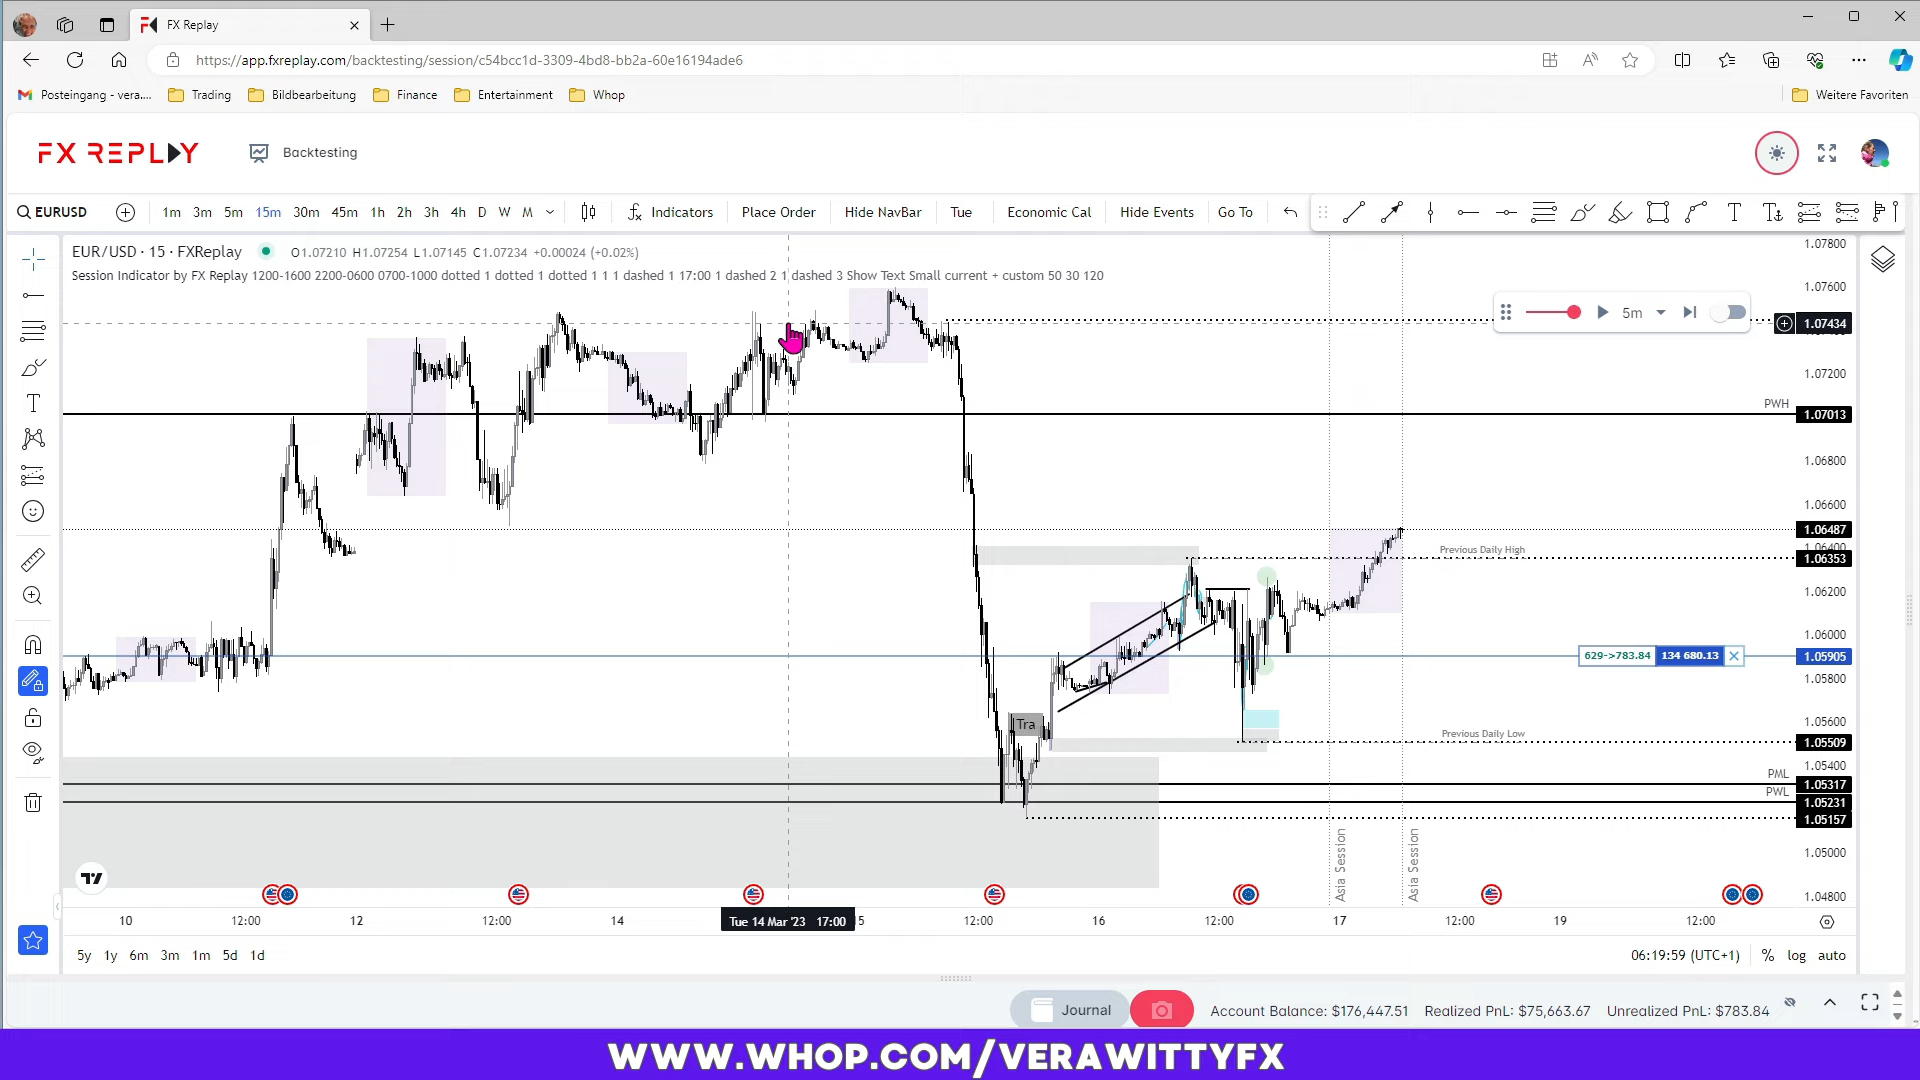 FX Replay
https://app.fxreplay.com/backtesting/session/c54bcc1d-3309-4bd8-bb2a-60e16194ade6
Posteingang - vera.... Trading Bildbearbeitung Finance Entertainment Whop Weitere Favoriten
FX REPLAY Backtesting
EURUSD 1m 3m 5m 15m 30m 45m 1h 2h 3h 4h D W M Indicators Place Order Hide NavBar Tue Economic Cal Hide Events Go To
EUR/USD · 15 · FXReplay O1.07210 H1.07254 L1.07145 C1.07234 +0.00024 (+0.02%)
Session Indicator by FX Replay 1200-1600 2200-0600 0700-1000 dotted 1 dotted 1 dotted 1 1 1 dashed 1 17:00 1 dashed 2 1 dashed 3 Show Text Small current + custom 50 30 120
1.07800
1.07600
5m
1.07434
1.07200
PWH
1.07013
1.06800
1.06600
1.06487
1.06400
Previous Daily High
1.06353
1.06200
1.06000
629->783.84 134 680.13 1.05905
1.05800
Tra
1.05600
Previous Daily Low
1.05509
1.05400
PML
1.05317
PWL
1.05231
1.05157
Asia Session
Asia Session
1.05000
1.04800
10 12:00 12 12:00 14 Tue 14 Mar '23 17:00 15 12:00 16 12:00 17 12:00 19 12:00
5y 1y 6m 3m 1m 5d 1d 06:19:59 (UTC+1) % log auto
Journal Account Balance: $176,447.51 Realized PnL: $75,663.67 Unrealized PnL: $783.84
WWW.WHOP.COM/VERAWITTYFX